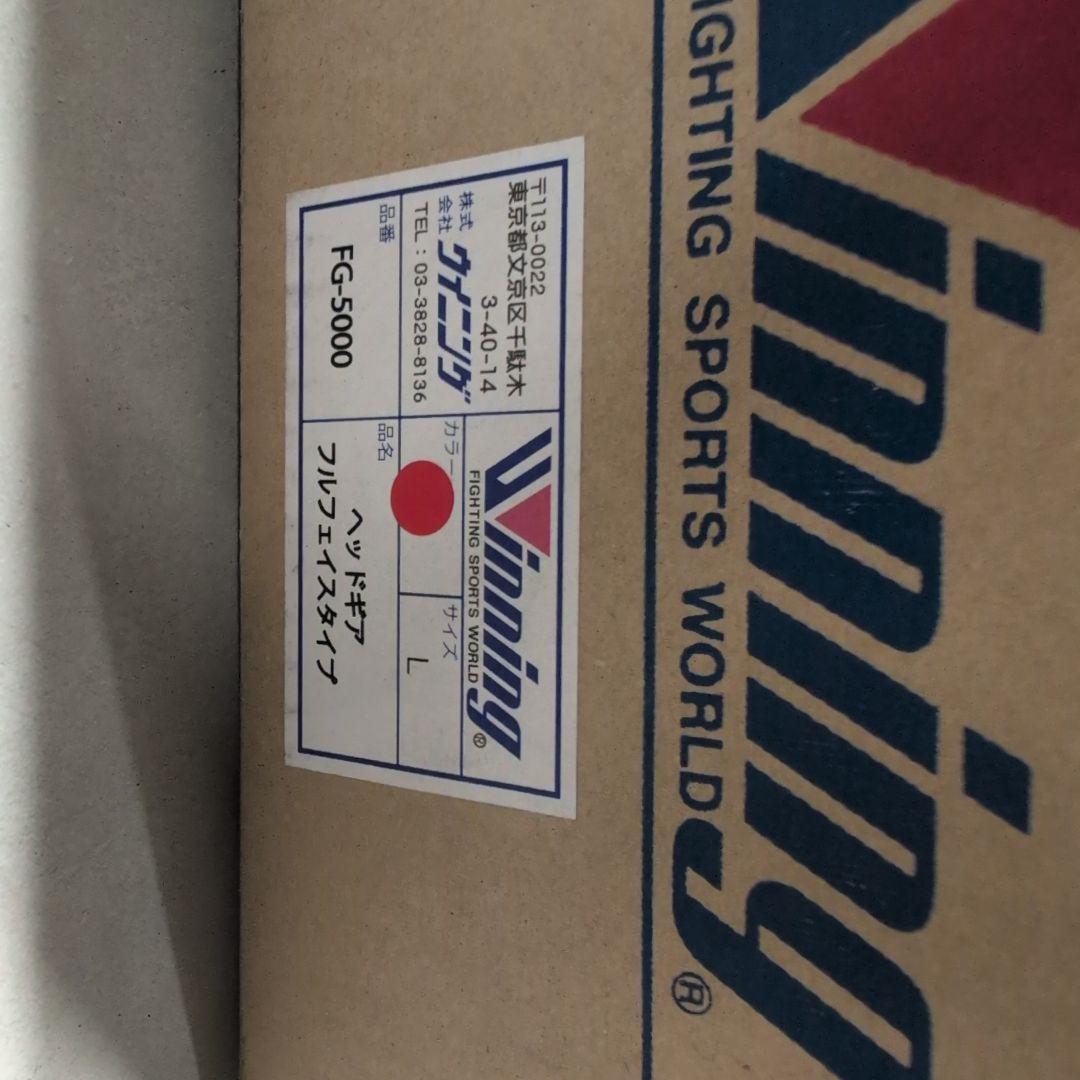 〒113-0022
東京都文京区千駄木
3-40-14
株式
会社 ウイニング
TEL：03-3828-8136
Winning®
FIGHTING SPORTS WORLD
カラー
サイズ
L
品番
FG-5000
品名
ヘッドギア
フルフェイスタイプ
Winning®
FIGHTING SPORTS WORLD